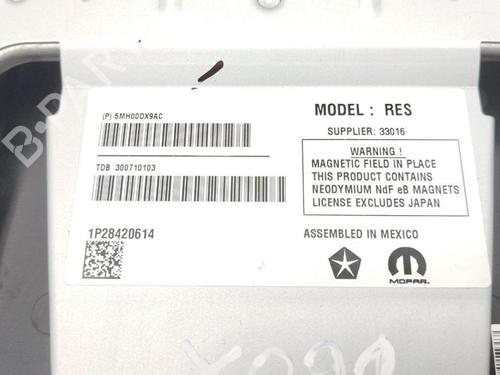 (P) 5MH00DX9AC
TDB 300710103
1P28420614
MODEL : RES
SUPPLIER: 33016
WARNING !
MAGNETIC FIELD IN PLACE
THIS PRODUCT CONTAINS
NEODYMIUM NdF eB MAGNETS
LICENSE EXCLUDES JAPAN
ASSEMBLED IN MEXICO
MOPAR.
B-PARTS